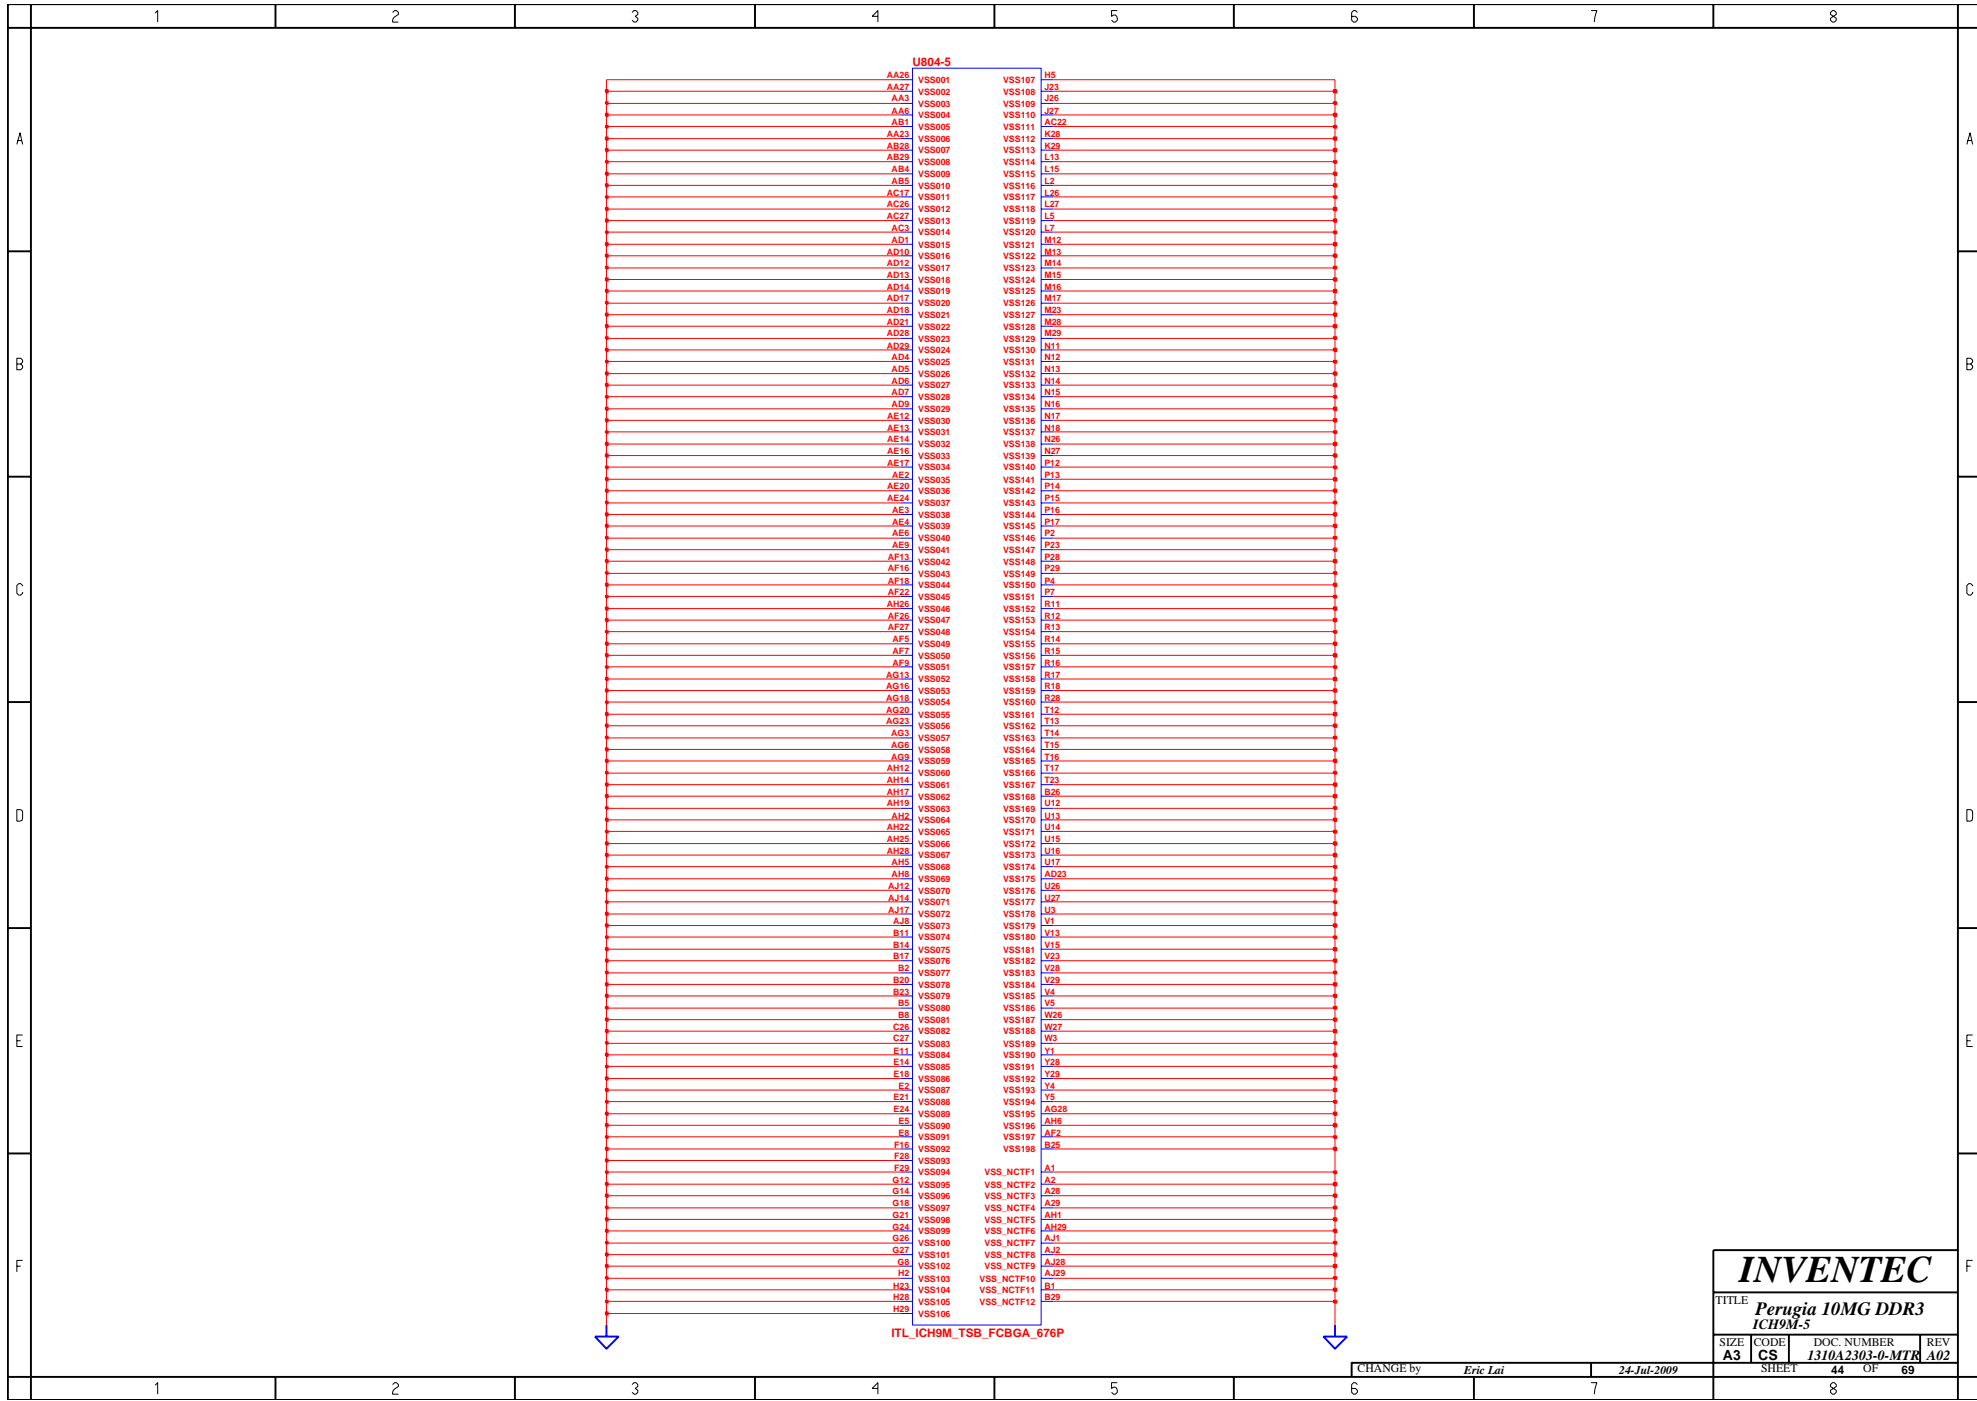 1 2 3 4 5 6 7 8
U804-5
AA26 VSS001 VSS107 H5
AA27 VSS002 VSS108 J23
AA3 VSS003 VSS109 J26
AA6 VSS004 VSS110 J27
AB1 VSS005 VSS111 AC22
AA23 VSS006 VSS112 K28
A A
AB28 VSS007 VSS113 K29
AB29 VSS008 VSS114 L13
AB4 VSS009 VSS115 L15
AB5 VSS010 VSS116 L2
AC17 VSS011 VSS117 L26
AC26 VSS012 VSS118 L27
AC27 VSS013 VSS119 L5
AC3 VSS014 VSS120 L7
AD1 VSS015 VSS121 M12
AD10 VSS016 VSS122 M13
AD12 VSS017 VSS123 M14
AD13 VSS018 VSS124 M15
AD14 VSS019 VSS125 M16
AD17 VSS020 VSS126 M17
AD18 VSS021 VSS127 M23
AD21 VSS022 VSS128 M28
AD28 VSS023 VSS129 M29
AD29 VSS024 VSS130 N11
AD4 VSS025 VSS131 N12
B B
AD5 VSS026 VSS132 N13
AD6 VSS027 VSS133 N14
AD7 VSS028 VSS134 N15
AD9 VSS029 VSS135 N16
AE12 VSS030 VSS136 N17
AE13 VSS031 VSS137 N18
AE14 VSS032 VSS138 N26
AE16 VSS033 VSS139 N27
AE17 VSS034 VSS140 P12
AE2 VSS035 VSS141 P13
AE20 VSS036 VSS142 P14
AE24 VSS037 VSS143 P15
AE3 VSS038 VSS144 P16
AE4 VSS039 VSS145 P17
AE6 VSS040 VSS146 P2
AE9 VSS041 VSS147 P23
AF13 VSS042 VSS148 P28
AF16 VSS043 VSS149 P29
AF18 VSS044 VSS150 P4
C C
AF22 VSS045 VSS151 P7
AH26 VSS046 VSS152 R11
AF26 VSS047 VSS153 R12
AF27 VSS048 VSS154 R13
AF5 VSS049 VSS155 R14
AF7 VSS050 VSS156 R15
AF9 VSS051 VSS157 R16
AG13 VSS052 VSS158 R17
AG16 VSS053 VSS159 R18
AG18 VSS054 VSS160 R28
AG20 VSS055 VSS161 T12
AG23 VSS056 VSS162 T13
AG3 VSS057 VSS163 T14
AG6 VSS058 VSS164 T15
AG9 VSS059 VSS165 T16
AH12 VSS060 VSS166 T17
AH14 VSS061 VSS167 T23
AH17 VSS062 VSS168 B26
AH19 VSS063 VSS169 U12
D D
AH2 VSS064 VSS170 U13
AH22 VSS065 VSS171 U14
AH25 VSS066 VSS172 U15
AH28 VSS067 VSS173 U16
AH5 VSS068 VSS174 U17
AH8 VSS069 VSS175 AD23
AJ12 VSS070 VSS176 U26
AJ14 VSS071 VSS177 U27
AJ17 VSS072 VSS178 U3
AJ8 VSS073 VSS179 V1
B11 VSS074 VSS180 V13
B14 VSS075 VSS181 V15
B17 VSS076 VSS182 V23
B2 VSS077 VSS183 V28
B20 VSS078 VSS184 V29
B23 VSS079 VSS185 V4
B5 VSS080 VSS186 V5
B8 VSS081 VSS187 W26
C26 VSS082 VSS188 W27
E E
C27 VSS083 VSS189 W3
E11 VSS084 VSS190 Y1
E14 VSS085 VSS191 Y28
E18 VSS086 VSS192 Y29
E2 VSS087 VSS193 Y4
E21 VSS088 VSS194 Y5
E24 VSS089 VSS195 AG28
E5 VSS090 VSS196 AH6
E8 VSS091 VSS197 AF2
F16 VSS092 VSS198 B25
F28 VSS093
F29 VSS094 VSS_NCTF1 A1
G12 VSS095 VSS_NCTF2 A2
G14 VSS096 VSS_NCTF3 A28
G18 VSS097 VSS_NCTF4 A29
G21 VSS098 VSS_NCTF5 AH1
G24 VSS099 VSS_NCTF6 AH29
G26 VSS100 VSS_NCTF7 AJ1
G27 VSS101 VSS_NCTF8 AJ2
F F
G8 VSS102 VSS_NCTF9 AJ28
H2 VSS103 VSS_NCTF10 AJ29
H23 VSS104 VSS_NCTF11 B1
H28 VSS105 VSS_NCTF12 B29
H29 VSS106
ITL_ICH9M_TSB_FCBGA_676P
INVENTEC
TITLE Perugia 10MG DDR3
ICH9M-5
SIZE CODE DOC. NUMBER REV
A3 CS 1310A2303-0-MTR A02
CHANGE by Eric Lai 24-Jul-2009 SHEET 44 OF 69
1 2 3 4 5 6 7 8